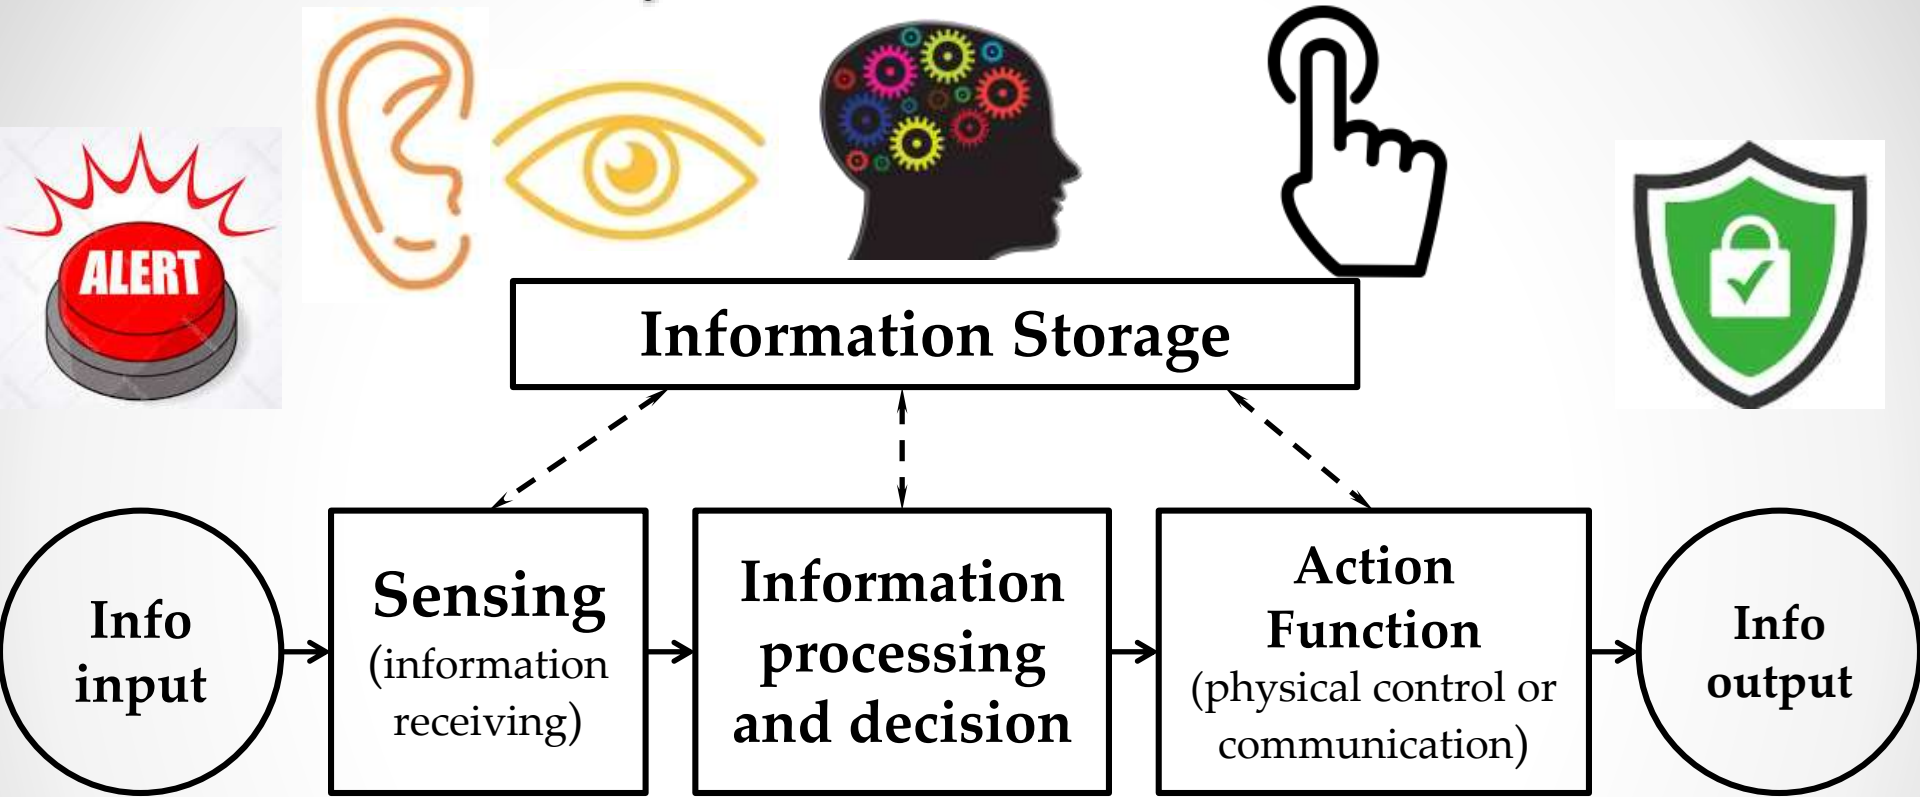 ALERT
Information Storage
Info
input
Sensing
(information
receiving)
Information
processing
and decision
Action
Function
(physical control or
communication)
Info
output